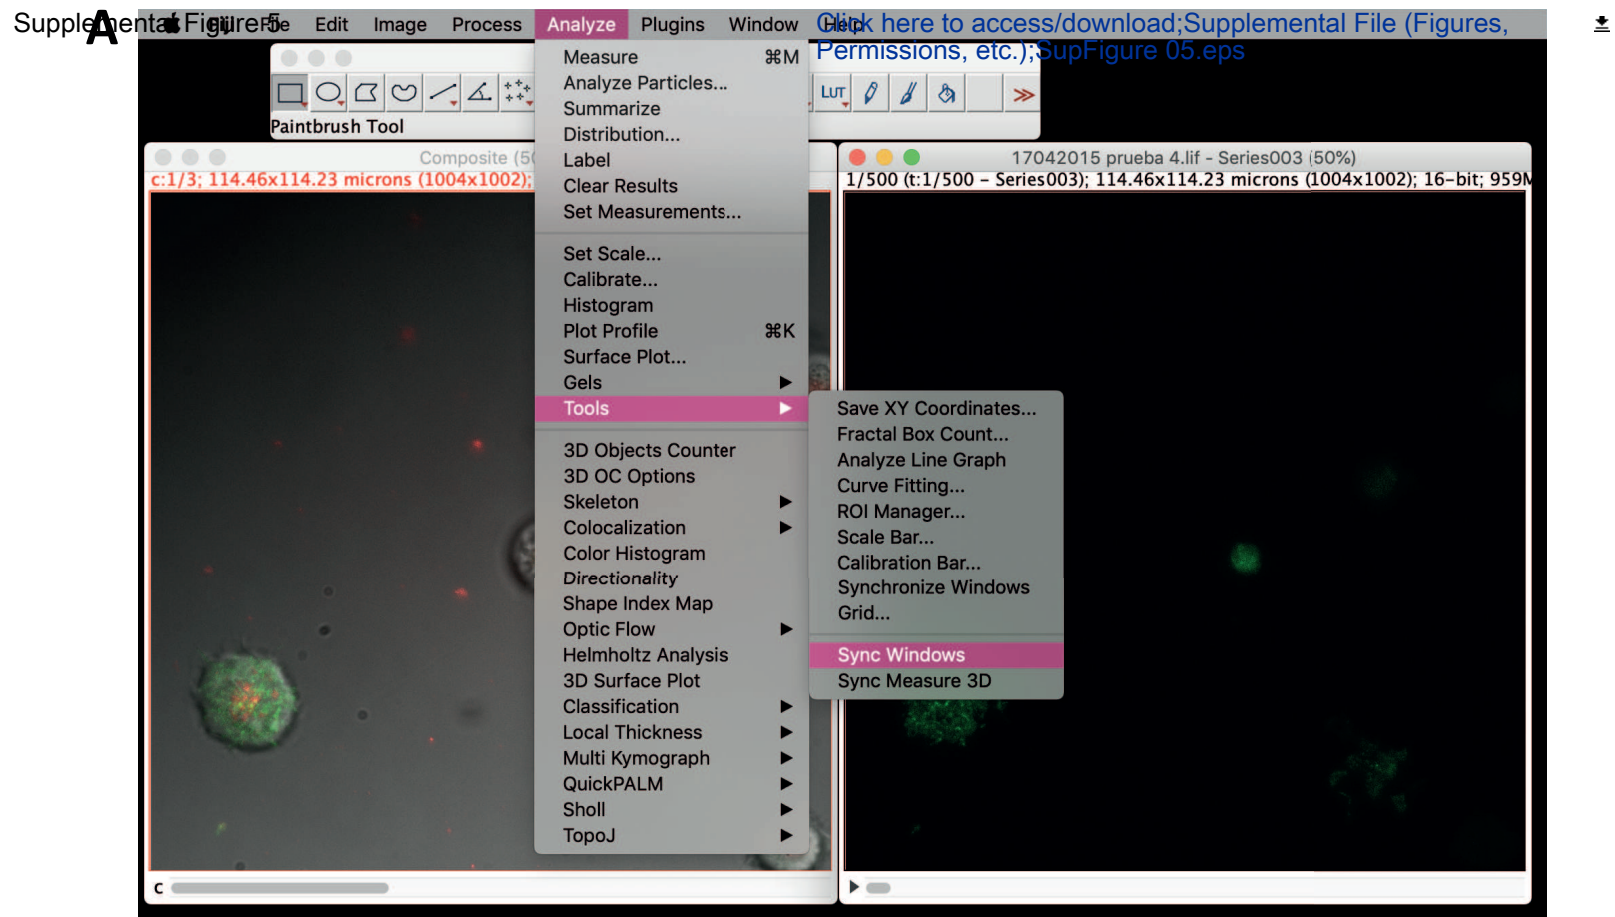 Supplemental Figure 5
Click here to access/download;Supplemental File (Figures,
Permissions, etc.);SupFigure 05.eps
A
File Edit Image Process Analyze Plugins Window Help
LUT
Paintbrush Tool
Composite (50
c:1/3; 114.46x114.23 microns (1004x1002);
17042015 prueba 4.lif - Series003 (50%)
1/500 (t:1/500 - Series003); 114.46x114.23 microns (1004x1002); 16-bit; 959M
Measure ⌘M
Analyze Particles...
Summarize
Distribution...
Label
Clear Results
Set Measurements...
Set Scale...
Calibrate...
Histogram
Plot Profile ⌘K
Surface Plot...
Gels
Tools
3D Objects Counter
3D OC Options
Skeleton
Colocalization
Color Histogram
Directionality
Shape Index Map
Optic Flow
Helmholtz Analysis
3D Surface Plot
Classification
Local Thickness
Multi Kymograph
QuickPALM
Sholl
TopoJ
Save XY Coordinates...
Fractal Box Count...
Analyze Line Graph
Curve Fitting...
ROI Manager...
Scale Bar...
Calibration Bar...
Synchronize Windows
Grid...
Sync Windows
Sync Measure 3D
c